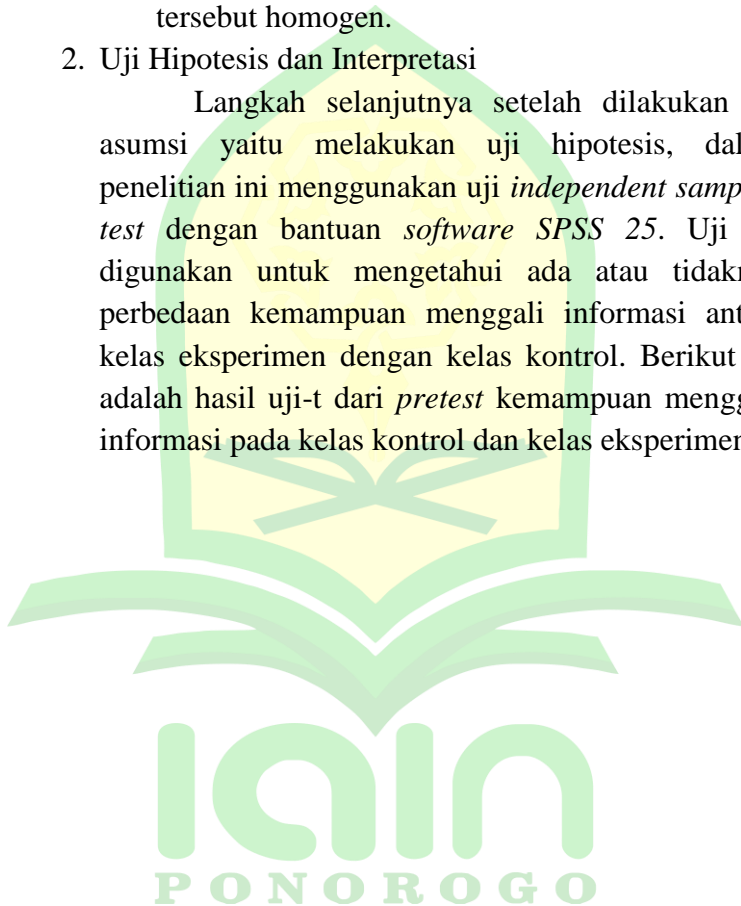 tersebut homogen.
2. Uji Hipotesis dan Interpretasi
Langkah selanjutnya setelah dilakukan
asumsi yaitu melakukan uji hipotesis, dal
penelitian ini menggunakan uji independent samp
test dengan bantuan software SPSS 25. Uji
digunakan untuk mengetahui ada atau tidakn
perbedaan kemampuan menggali informasi ant
kelas eksperimen dengan kelas kontrol. Berikut
adalah hasil uji-t dari pretest kemampuan mengg
informasi pada kelas kontrol dan kelas eksperimen
iain
PONOROGO